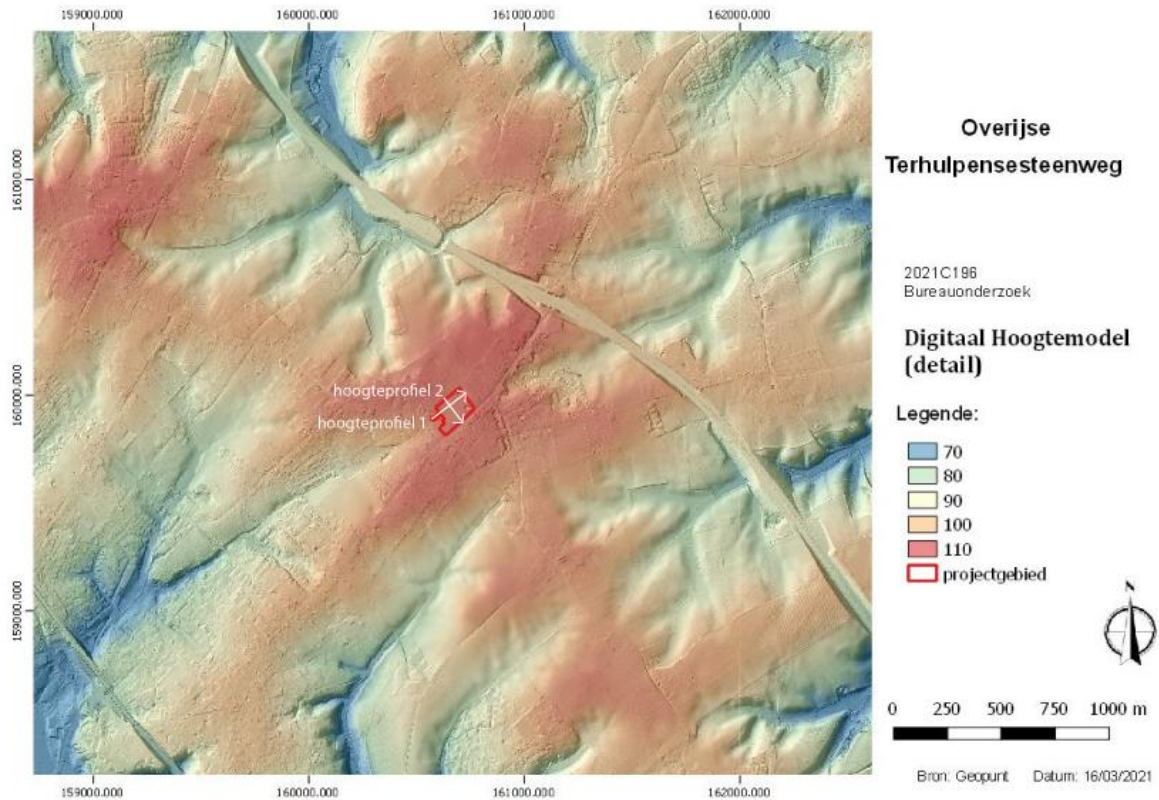 159000.000 160000.000 161000.000 162000.000
161000.000
160000.000
159000.000
hoogteprofiel 2
hoogteprofiel 1
159000.000 160000.000 161000.000 162000.000
Overijse
Terhulpensesteenweg
2021C196
Bureauonderzoek
Digitaal Hoogtemodel
(detail)
Legende:
70
80
90
100
110
projectgebied
N
0 250 500 750 1000 m
Bron: Geopunt Datum: 16/03/2021